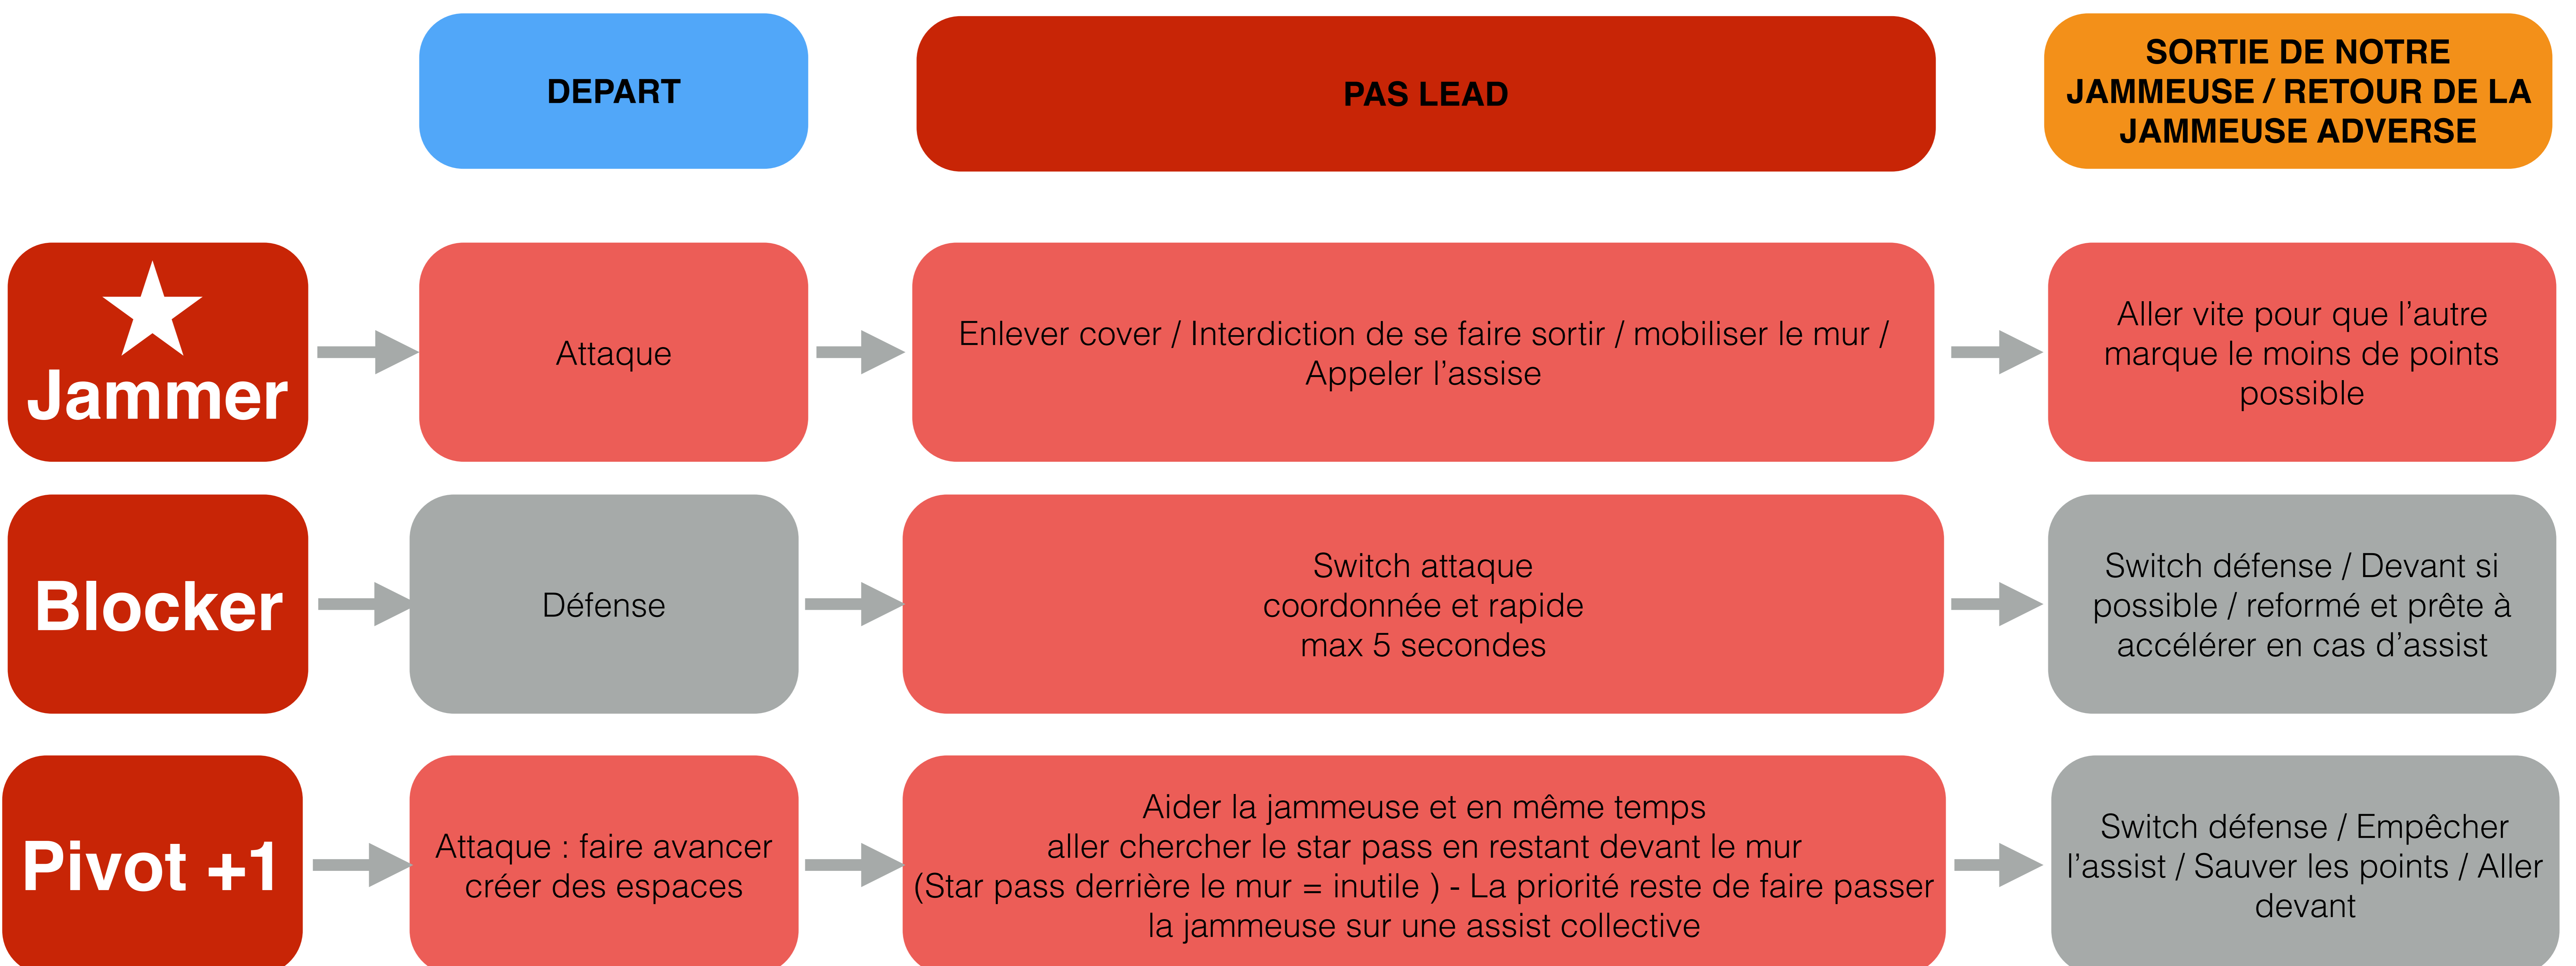 DEPART
PAS LEAD
SORTIE DE NOTRE
JAMMEUSE / RETOUR DE LA
JAMMEUSE ADVERSE
Jammer
Attaque
Enlever cover / Interdiction de se faire sortir / mobiliser le mur /
Appeler l'assise
Aller vite pour que l'autre
marque le moins de points
possible
Blocker
Défense
Switch attaque
coordonnée et rapide
max 5 secondes
Switch défense / Devant si
possible / reformé et prête à
accélérer en cas d'assist
Pivot +1
Attaque : faire avancer
créer des espaces
Aider la jammeuse et en même temps
aller chercher le star pass en restant devant le mur
(Star pass derrière le mur = inutile ) - La priorité reste de faire passer
la jammeuse sur une assist collective
Switch défense / Empêcher
l'assist / Sauver les points / Aller
devant